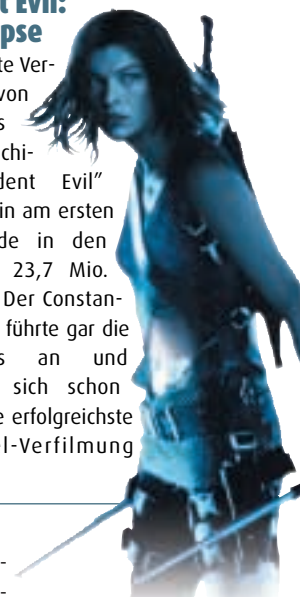 t Evil:
pse
te Ver-
von
s
chi-
dent Evil”
in am ersten
de in den
23,7 Mio.
Der Constan-
führte gar die
s an und
sich schon
e erfolgreichste
el-Verfilmung
-
-